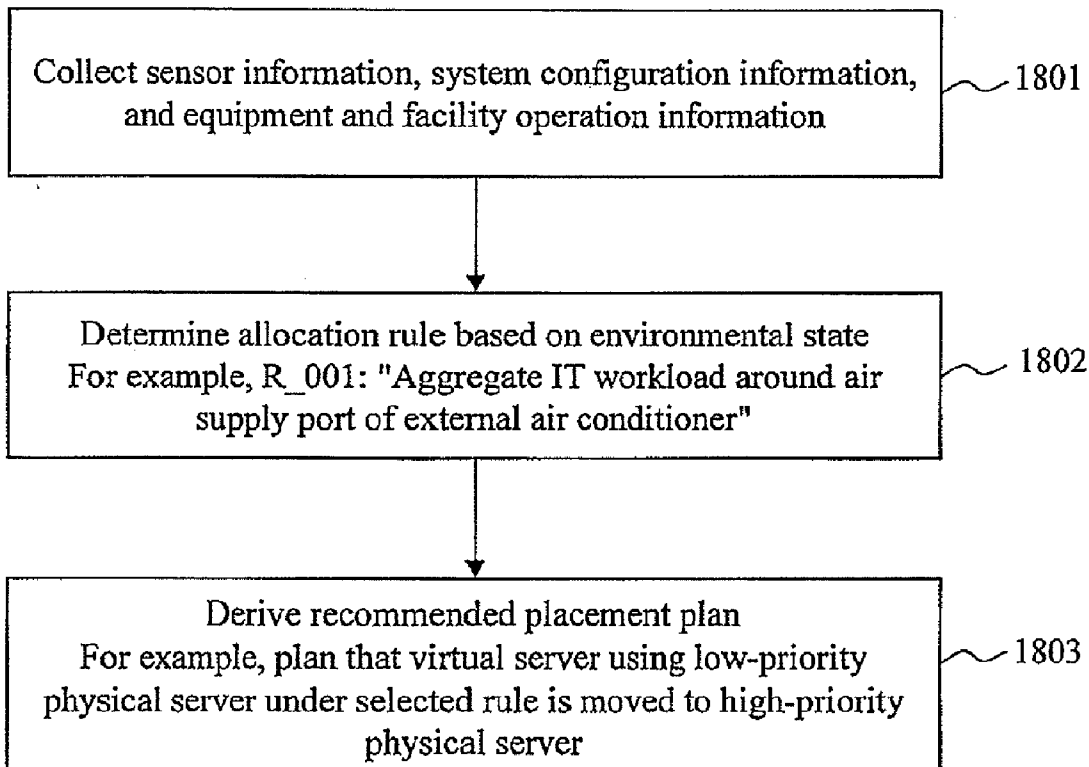 Collect sensor information, system configuration information,
and equipment and facility operation information
1801
Determine allocation rule based on environmental state
For example, R_001: "Aggregate IT workload around air
supply port of external air conditioner"
1802
Derive recommended placement plan
For example, plan that virtual server using low-priority
physical server under selected rule is moved to high-priority
physical server
1803